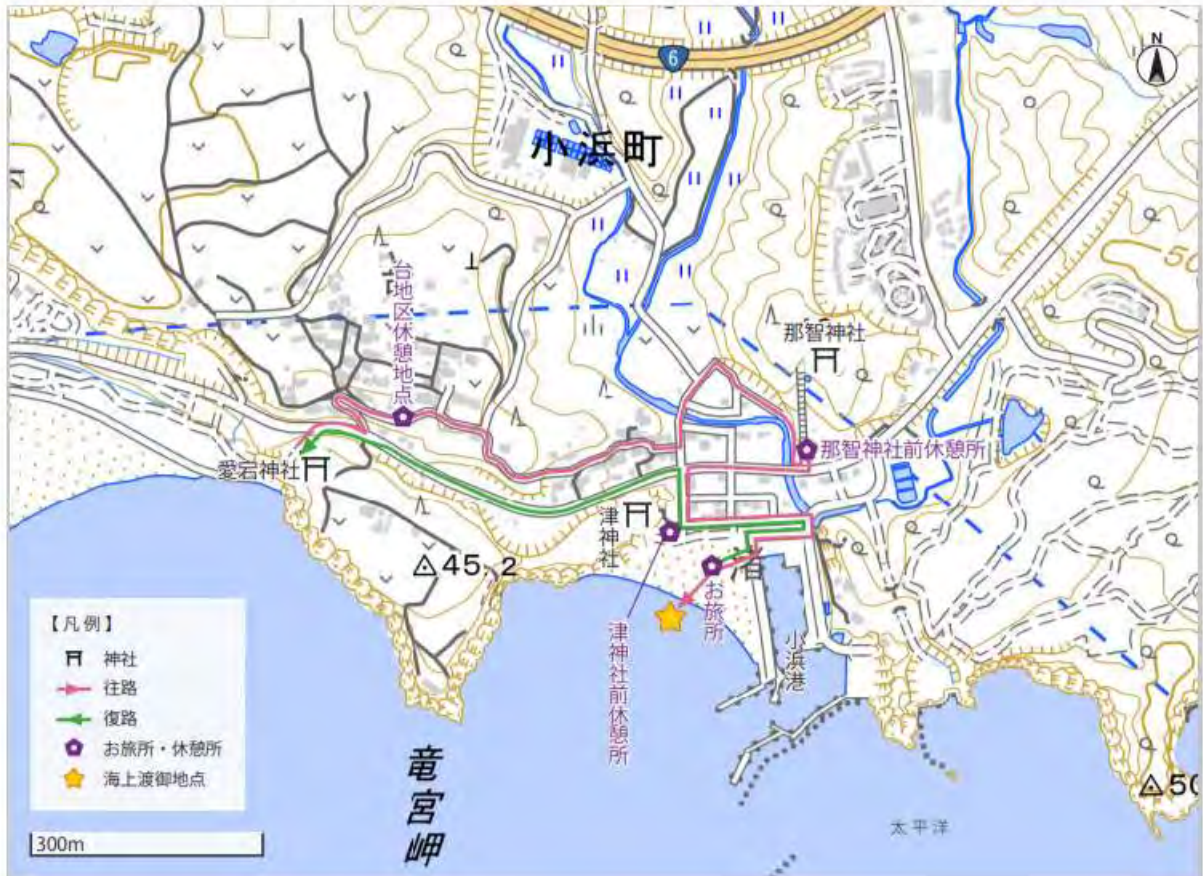 6
N
小浜町
台地区休憩地点
那智神社
那智神社前休憩所
愛宕神社
津神社
45.2
お旅所
津神社前休憩所
小浜港
【凡例】
神社
往路
復路
お旅所・休憩所
海上渡御地点
竜宮岬
太平洋
300m